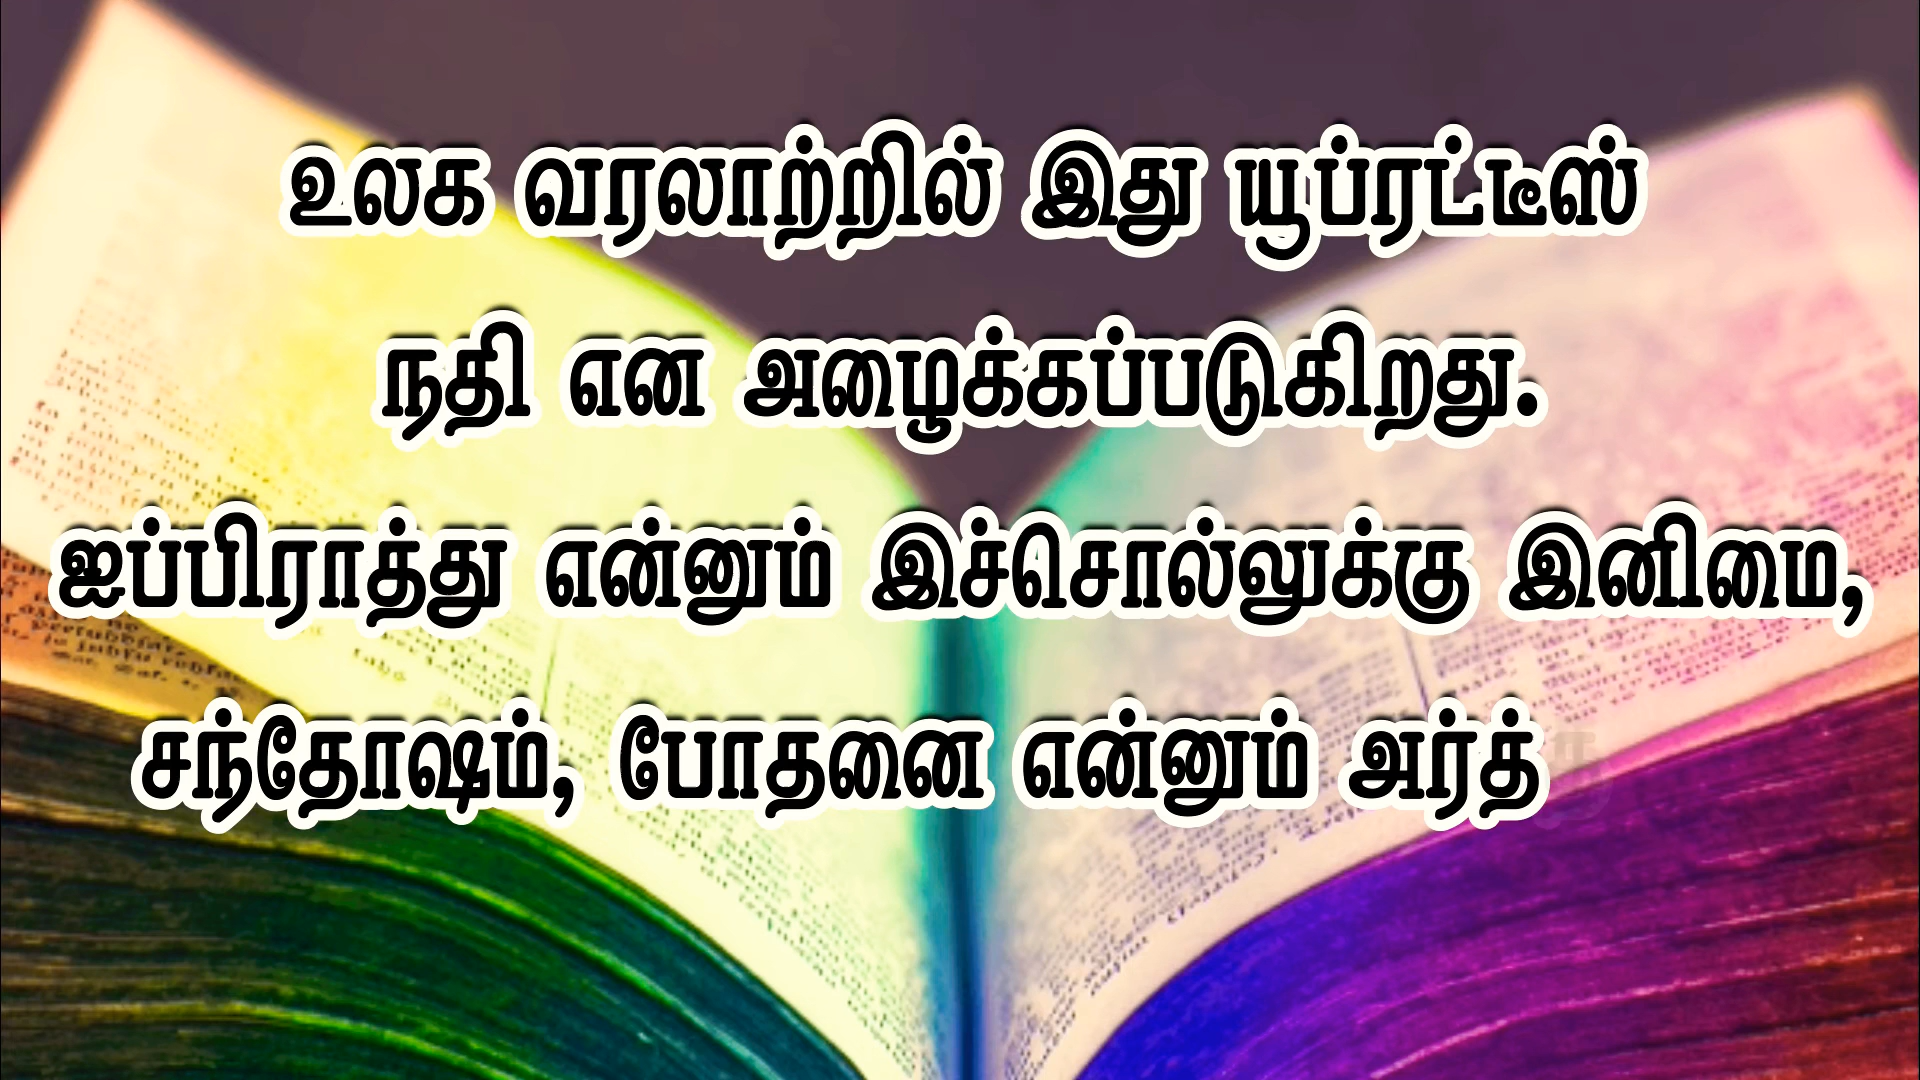 உலக வரலாற்றில் இது யூப்ரட்டீஸ்
நதி என அழைக்கப்படுகிறது.
ஐப்பிராத்து என்னும் இச்சொல்லுக்கு இனிமை,
சந்தோஷம், போதனை என்னும் அர்த்